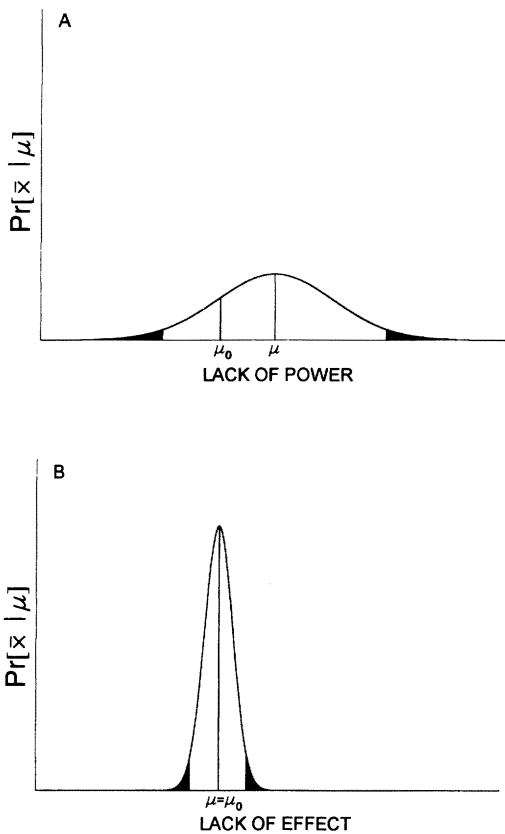 A
Pr[x̄ | μ]
μ₀ μ
LACK OF POWER
B
Pr[x̄ | μ]
μ=μ₀
LACK OF EFFECT